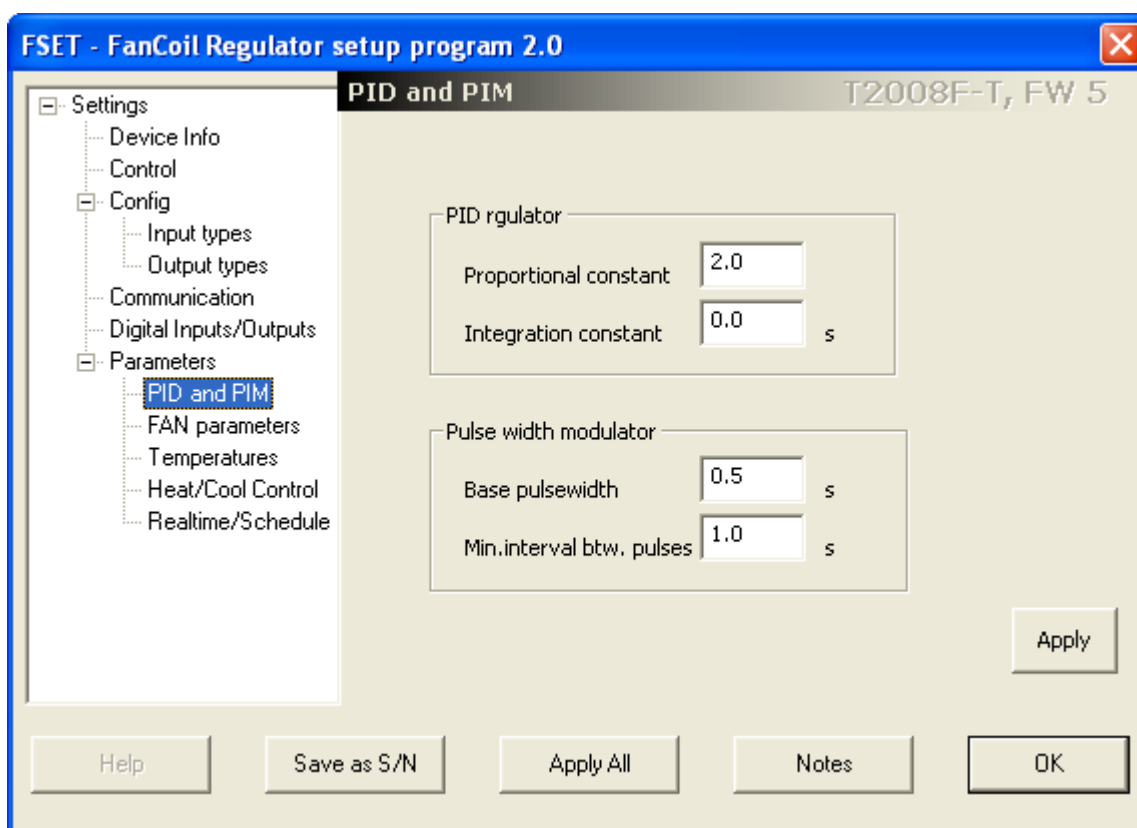 FSET - FanCoil Regulator setup program 2.0
PID and PIM
T2008F-T, FW 5
Settings
Device Info
Control
Config
Input types
Output types
Communication
Digital Inputs/Outputs
Parameters
PID and PIM
FAN parameters
Temperatures
Heat/Cool Control
Realtime/Schedule
PID rgulator
Proportional constant 2.0
Integration constant 0.0 s
Pulse width modulator
Base pulsewidth 0.5 s
Min.interval btw. pulses 1.0 s
Apply
Help Save as S/N Apply All Notes OK